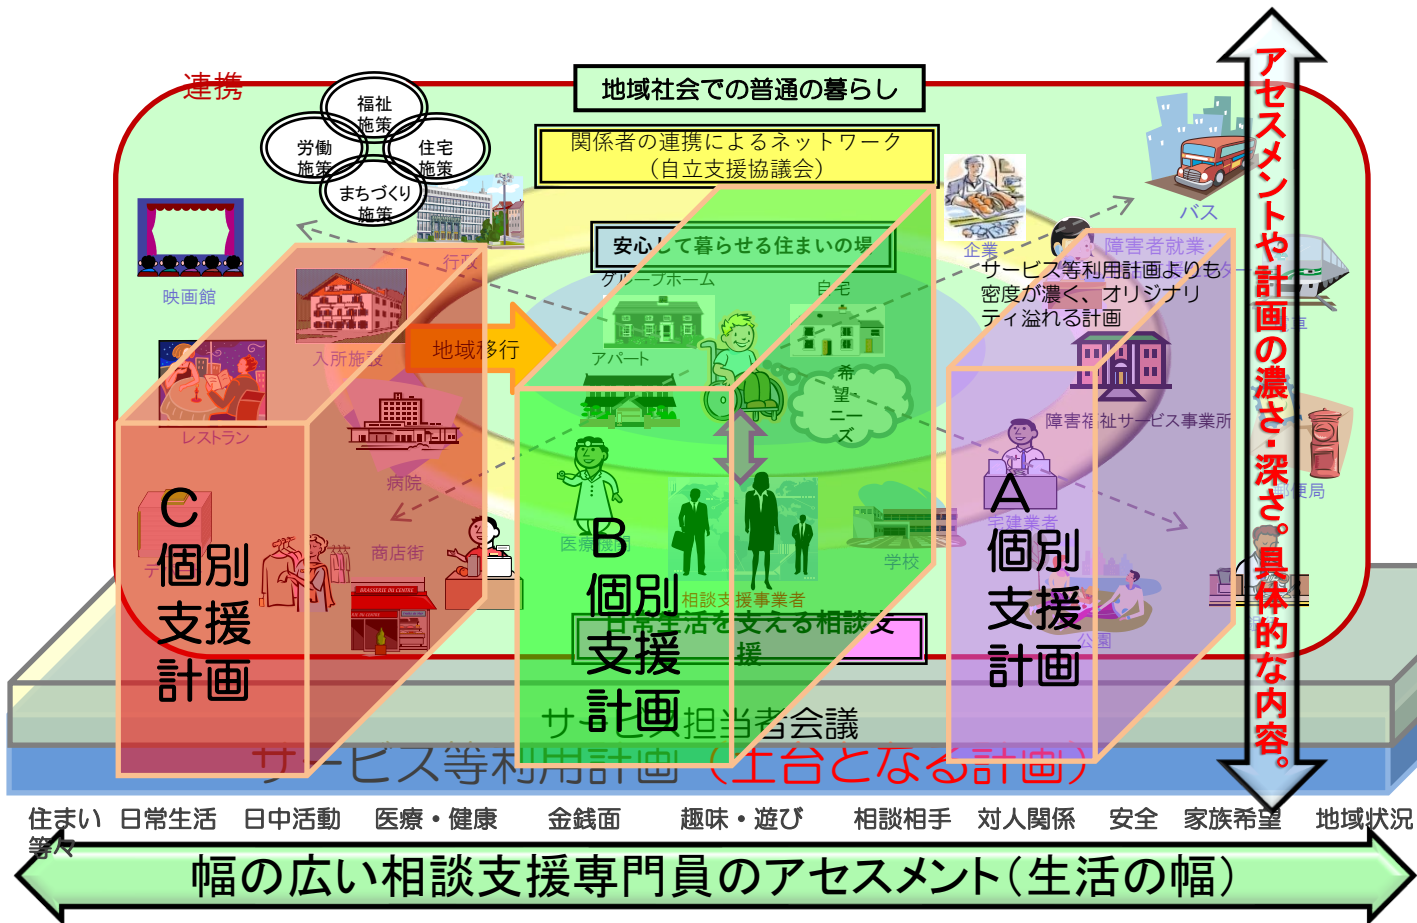 連携
福祉
施策
労働
施策
住宅
施策
まちづくり
施策
地域社会での普通の暮らし
関係者の連携によるネットワーク
（自立支援協議会）
安心して暮らせる住まいの場
グループホーム
自宅
アパート
希望・ニーズ
映画館
行政
入所施設
地域移行
レストラン
病院
商店街
BRASSERIE DU CENTRE
医療機関
相談支援事業者
学校
日常生活を支える相談支
援
企業
バス
障害者就業・
サービス等利用計画よりも
密度が濃く、オリジナリ
ティ溢れる計画
障害福祉サービス事業所
宅建業者
郵便局
公園
C
個別
支援
計画
B
個別
支援
計画
A
個別
支援
計画
アセスメントや計画の濃さ・深さ。具体的な内容。
サービス担当者会議
サービス等利用計画（土台となる計画）
住まい 日常生活 日中活動 医療・健康 金銭面 趣味・遊び 相談相手 対人関係 安全 家族希望 地域状況
等々
幅の広い相談支援専門員のアセスメント（生活の幅）